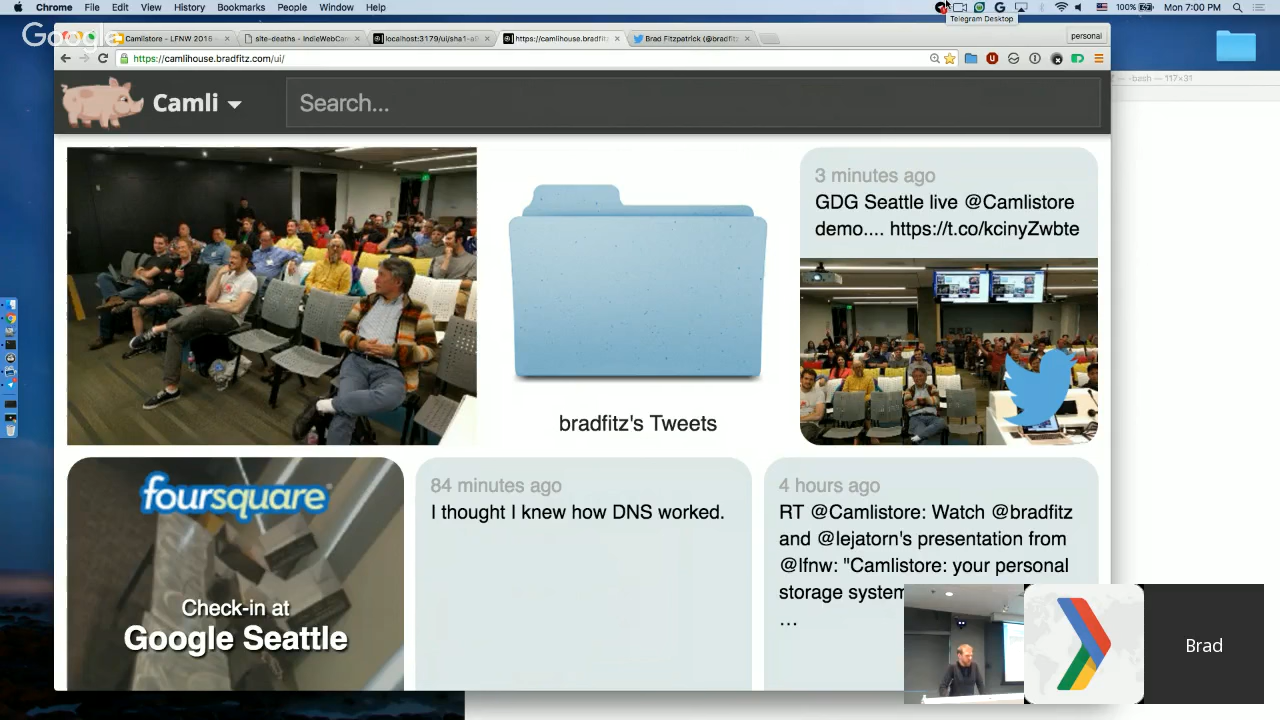 Chrome File Edit View History Bookmarks People Window Help
100% Mon 7:00 PM
Telegram Desktop
Google
Camlistore - LFNW 2016
site-deaths - IndieWebCam
localhost:3179/ui/sha1-a
https://camlihouse.bradfitz
Brad Fitzpatrick (@bradfitz
personal
https://camlihouse.bradfitz.com/ui/
-bash — 117×31
Camli
Search...
3 minutes ago
GDG Seattle live @Camlistore
demo.... https://t.co/kcinyZwbte
bradfitz's Tweets
foursquare
Check-in at
Google Seattle
84 minutes ago
I thought I knew how DNS worked.
4 hours ago
RT @Camlistore: Watch @bradfitz
and @lejatorn's presentation from
@lfnw: "Camlistore: your personal
storage system
…
Brad